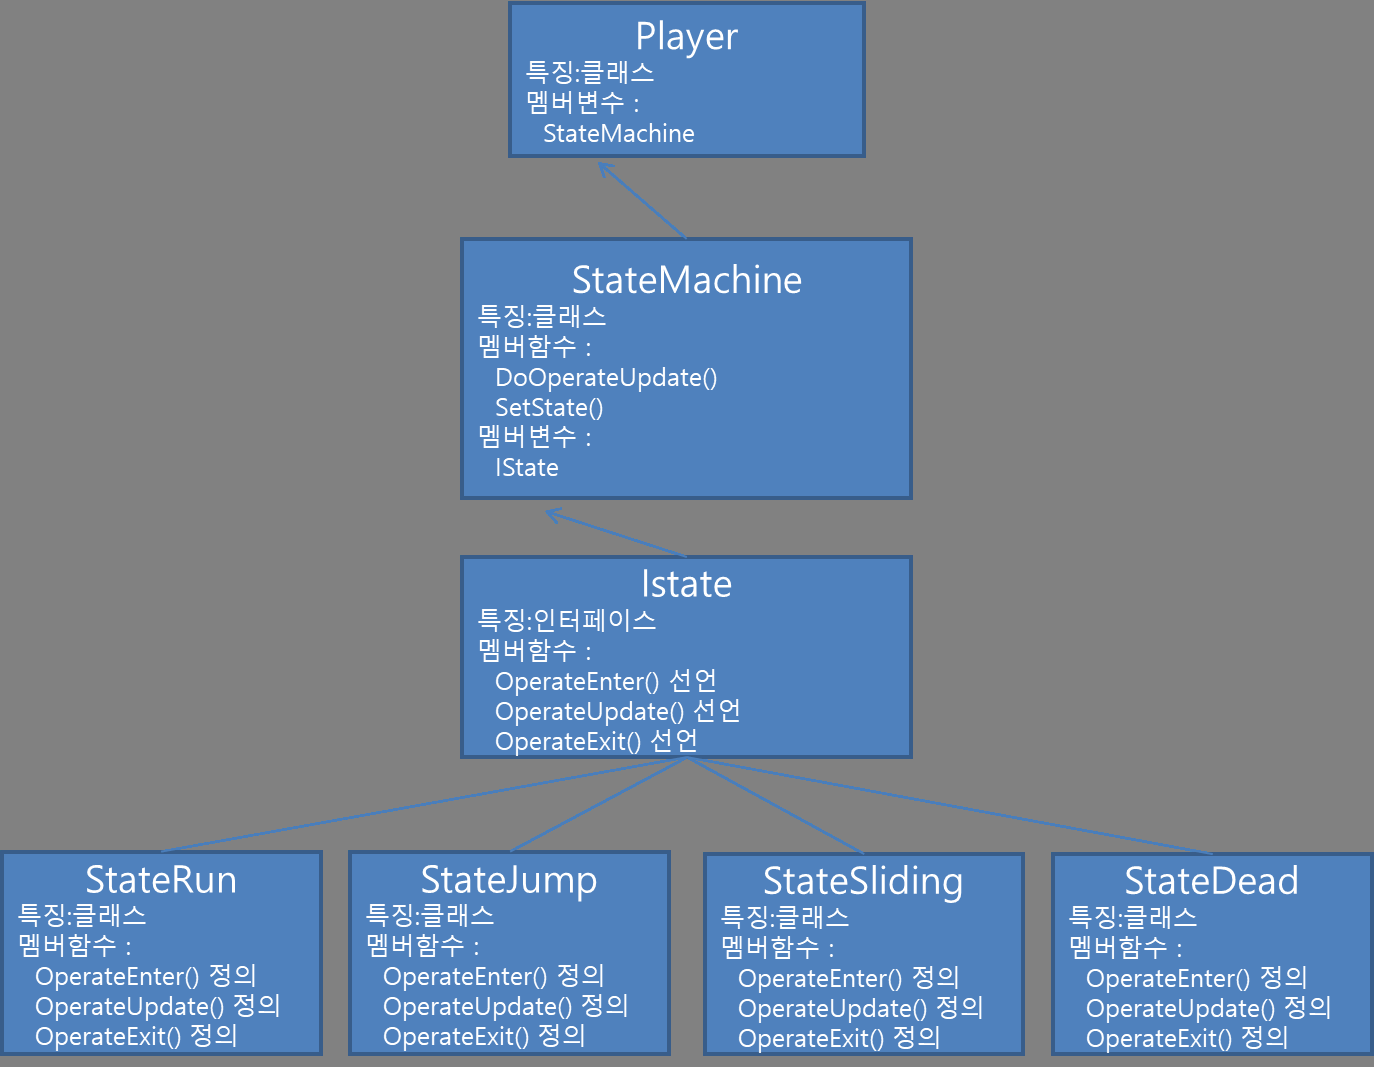 Player
특징:클래스
멤버변수 :
StateMachine
StateMachine
특징:클래스
멤버함수 :
DoOperateUpdate()
SetState()
멤버변수 :
IState
Istate
특징:인터페이스
멤버함수 :
OperateEnter() 선언
OperateUpdate() 선언
OperateExit() 선언
StateRun
특징:클래스
멤버함수 :
OperateEnter() 정의
OperateUpdate() 정의
OperateExit() 정의
StateJump
특징:클래스
멤버함수 :
OperateEnter() 정의
OperateUpdate() 정의
OperateExit() 정의
StateSliding
특징:클래스
멤버함수 :
OperateEnter() 정의
OperateUpdate() 정의
OperateExit() 정의
StateDead
특징:클래스
멤버함수 :
OperateEnter() 정의
OperateUpdate() 정의
OperateExit() 정의